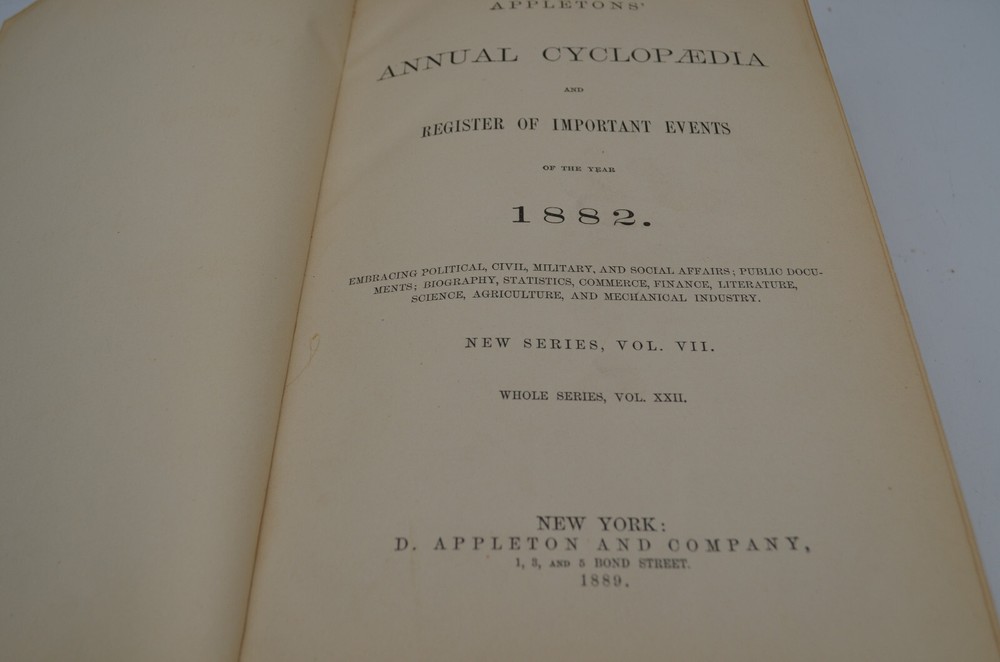 APPLETONS'
ANNUAL CYCLOPÆDIA
AND
REGISTER OF IMPORTANT EVENTS
OF THE YEAR
1882.
EMBRACING POLITICAL, CIVIL, MILITARY, AND SOCIAL AFFAIRS; PUBLIC DOCU-
MENTS; BIOGRAPHY, STATISTICS, COMMERCE, FINANCE, LITERATURE,
SCIENCE, AGRICULTURE, AND MECHANICAL INDUSTRY.
NEW SERIES, VOL. VII.
WHOLE SERIES, VOL. XXII.
NEW YORK:
D. APPLETON AND COMPANY,
1, 3, AND 5 BOND STREET.
1889.